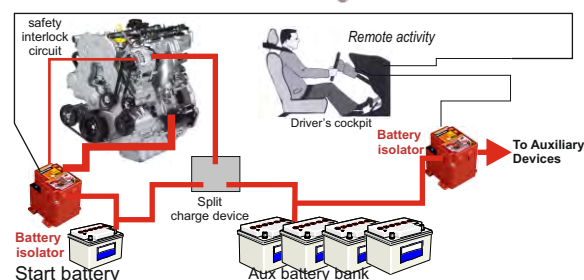 safety
interlock
circuit
Remote activity
Driver's cockpit
Battery
isolator
To Auxiliary
Devices
Split
charge device
Battery
isolator
Start battery
Aux battery bank